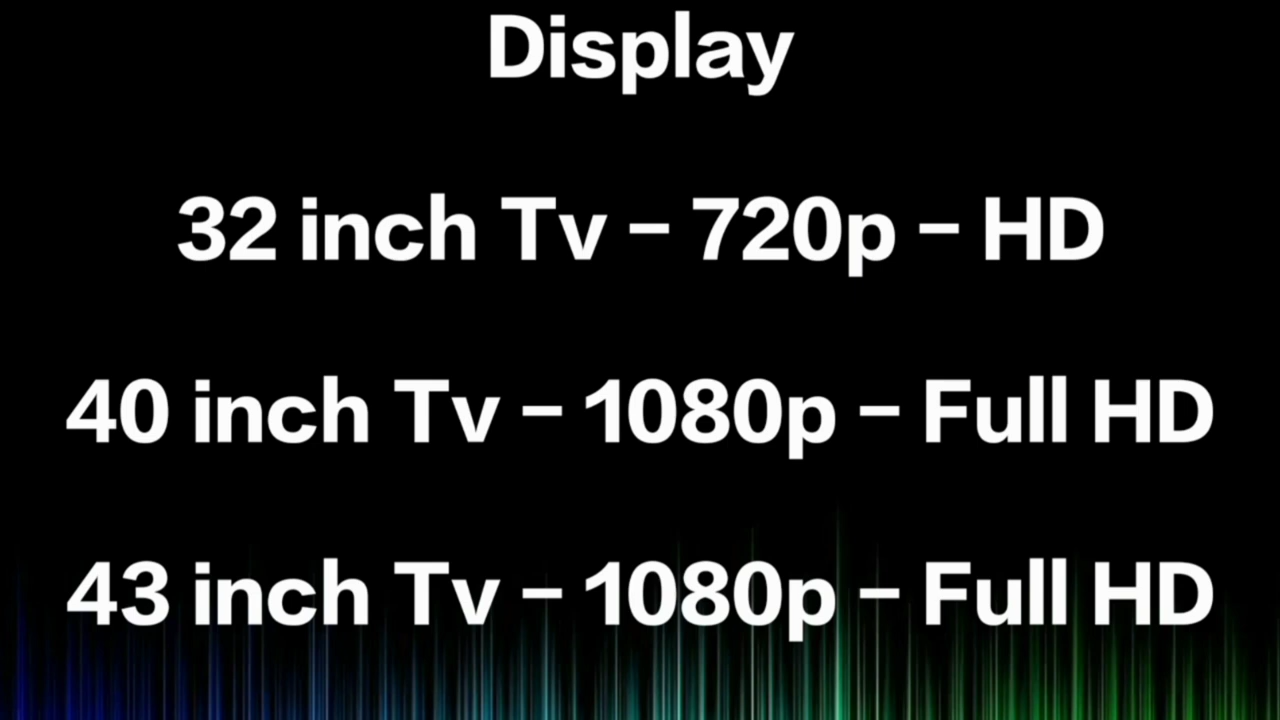 Display
32 inch Tv – 720p – HD
40 inch Tv – 1080p – Full HD
43 inch Tv – 1080p – Full HD